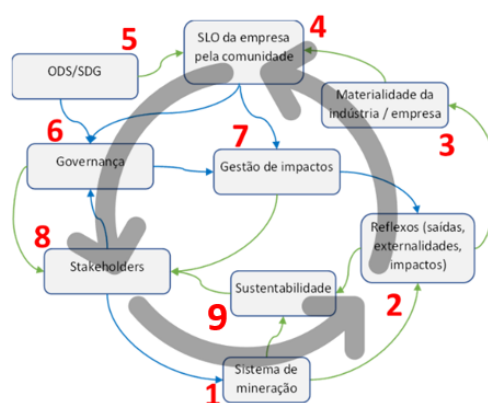 SLO da empresa
pela comunidade
4
5
ODS/SDG
Materialidade da
indústria / empresa
3
6
7
Governança
Gestão de impactos
8
Stakeholders
Reflexos (saídas,
externalidades,
impactos)
Sustentabilidade
9
2
1
Sistema de
mineração